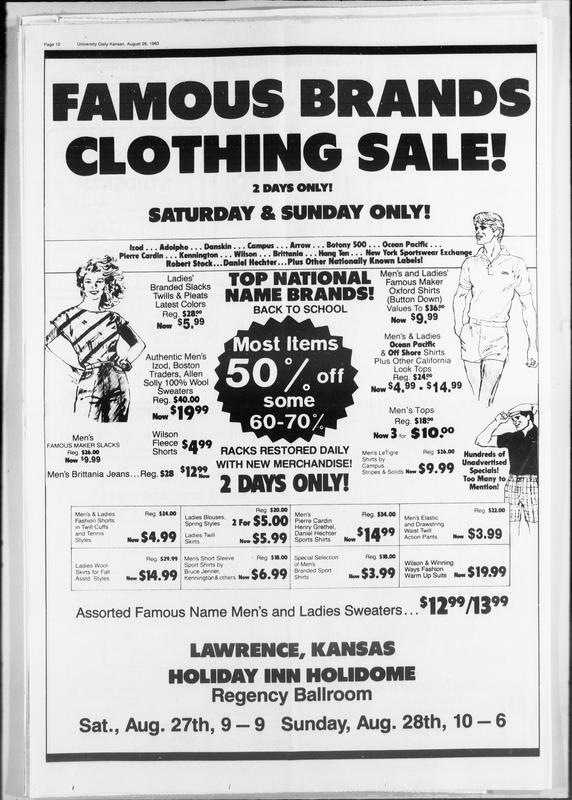 Page 12 University Daily Kansan, August 26, 1983
FAMOUS BRANDS
CLOTHING SALE!
2 DAYS ONLY!
SATURDAY & SUNDAY ONLY!
Izod . . . Adolpho . . . Danskin . . . Campus . . . Arrow . . . Botony 500 . . . Ocean Pacific . . .
Pierre Cardin . . . Kennington . . . Wilson . . . Brittania . . . Hang Ten . . . New York Sportswear Exchange
Robert Stock...Daniel Hechter...Plus Other Nationally Known Labels!
Ladies'
Branded Slacks
Twills & Pleats
Latest Colors
Reg. $28.00
Now $5.99
Authentic Men's
Izod, Boston
Traders, Allen
Solly 100% Wool
Sweaters
Reg. $40.00
Now $19.99
Men's
FAMOUS MAKER SLACKS
Reg. $26.00
Now $9.99
Wilson
Fleece
Shorts
$4.99
Men's Brittania Jeans...Reg. $28 $12.99 Now
TOP NATIONAL
NAME BRANDS!
BACK TO SCHOOL
Most Items
50% off
some
60-70%
RACKS RESTORED DAILY
WITH NEW MERCHANDISE!
2 DAYS ONLY!
Men's and Ladies'
Famous Maker
Oxford Shirts
(Button Down)
Values To $36.00
Now $9.99
Men's & Ladies
Ocean Pacific
& Off Shore Shirts
Plus Other California
Look Tops
Reg. $24.00
Now $4.99 - $14.99
Men's Tops
Reg. $18.00
Now 3 for $10.00
Men's LeTigre
Shirts by
Campus
Stripes & Solids
Reg. $26.00
Now $9.99
Hundreds of
Unadvertised
Specials!
Too Many to
Mention!
Men's & Ladies
Fashion Shorts
in Twill Cuffs
and Tennis
Styles
Reg. $24.00
Now $4.99
Ladies Blouses,
Spring Styles
Reg. $20.00
2 For $5.00
Ladies Twill
Skirts
Now $5.99
Men's
Pierre Cardin
Henry Grethel,
Daniel Hechter
Sports Shirts
Reg. $34.00
Now $14.99
Men's Elastic
and Drawstring
Waist Twill
Action Pants
Reg. $32.00
Now $3.99
Ladies Wool
Skirts for Fall
Asstd. Styles
Reg. $29.99
Now $14.99
Men's Short Sleeve
Sport Shirts by
Bruce Jenner,
Kennington & others
Reg. $18.00
Now $6.99
Special Selection
of Men's
Branded Sport
Shirts
Reg. $18.00
Now $3.99
Wilson & Winning
Ways Fashion
Warm Up Suits Now $19.99
Assorted Famous Name Men's and Ladies Sweaters... $12.99/13.99
LAWRENCE, KANSAS
HOLIDAY INN HOLIDOME
Regency Ballroom
Sat., Aug. 27th, 9 – 9 Sunday, Aug. 28th, 10 – 6